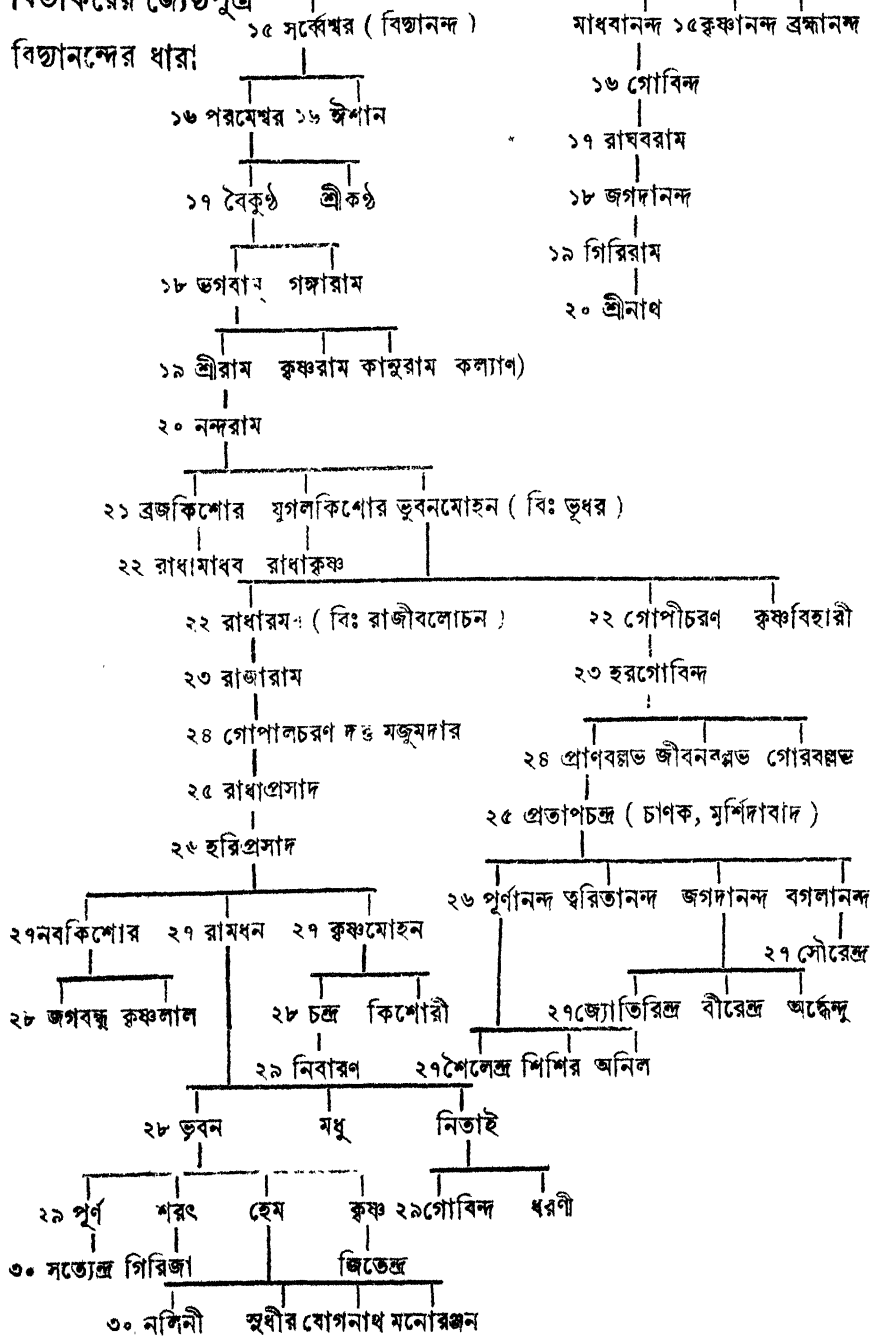 ১৫ সর্ব্বেশ্বর ( বিদ্যানন্দ ) মাধবানন্দ ১৫কৃষ্ণানন্দ ব্রহ্মানন্দ
বিদ্যানন্দের ধারা
১৬ গোবিন্দ
১৬ পরমেশ্বর ১৬ ঈশান
১৭ রাঘবরাম
১৭ বৈকুণ্ঠ শ্রীকণ্ঠ ১৮ জগদানন্দ
১৯ গিরিরাম
১৮ ভগবান্ গঙ্গারাম
২০ শ্রীনাথ
১৯ শ্রীরাম কৃষ্ণরাম কানুরাম কল্যাণ)
২০ নন্দরাম
২১ ব্রজকিশোর যুগলকিশোর ভুবনমোহন ( বিঃ ভূধর )
২২ রাধামাধব রাধাকৃষ্ণ
২২ রাধারমণ ( বিঃ রাজীবলোচন ) ২২ গোপীচরণ কৃষ্ণবিহারী
২৩ রাজারাম ২৩ হরগোবিন্দ
২৪ গোপালচরণ দত্ত মজুমদার
২৪ প্রাণবল্লভ জীবনবল্লভ গোরবল্লভ
২৫ রাধাপ্রসাদ
২৫ প্রতাপচন্দ্র ( চাণক, মুর্শিদাবাদ )
২৬ হরিপ্রসাদ
২৬ পূর্ণানন্দ ত্বরিতানন্দ জগদানন্দ বগলানন্দ
২৭নবকিশোর ২৭ রামধন ২৭ কৃষ্ণমোহন
২৭ সৌরেন্দ্র
২৮ জগবন্ধু কৃষ্ণলাল ২৮ চন্দ্র কিশোরী ২৭জ্যোতিরিন্দ্র বীরেন্দ্র অর্দ্ধেন্দু
২৯ নিবারণ ২৭শৈলেন্দ্র শিশির অনিল
২৮ ভুবন মধু নিতাই
২৯ পূর্ণ শরৎ হেম কৃষ্ণ ২৯গোবিন্দ ধরণী
৩০ সত্যেন্দ্র গিরিজা জিতেন্দ্র
৩০ নলিনী সুধীর যোগনাথ মনোরঞ্জন